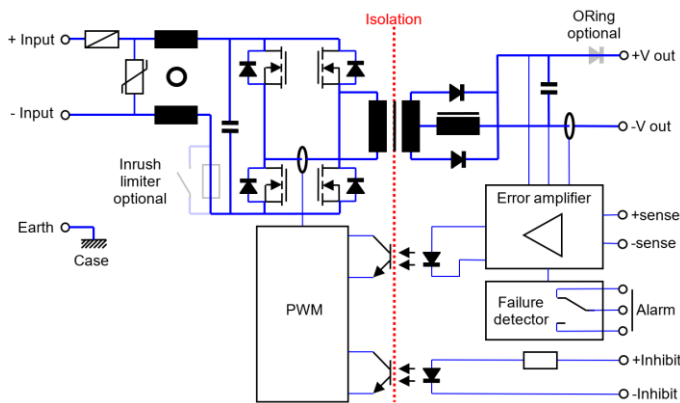 Isolation
ORing
optional
+ Input
+V out
- Input
-V out
Inrush
limiter
optional
Error amplifier
+sense
-sense
Earth
Case
PWM
Failure
detector
Alarm
+Inhibit
-Inhibit